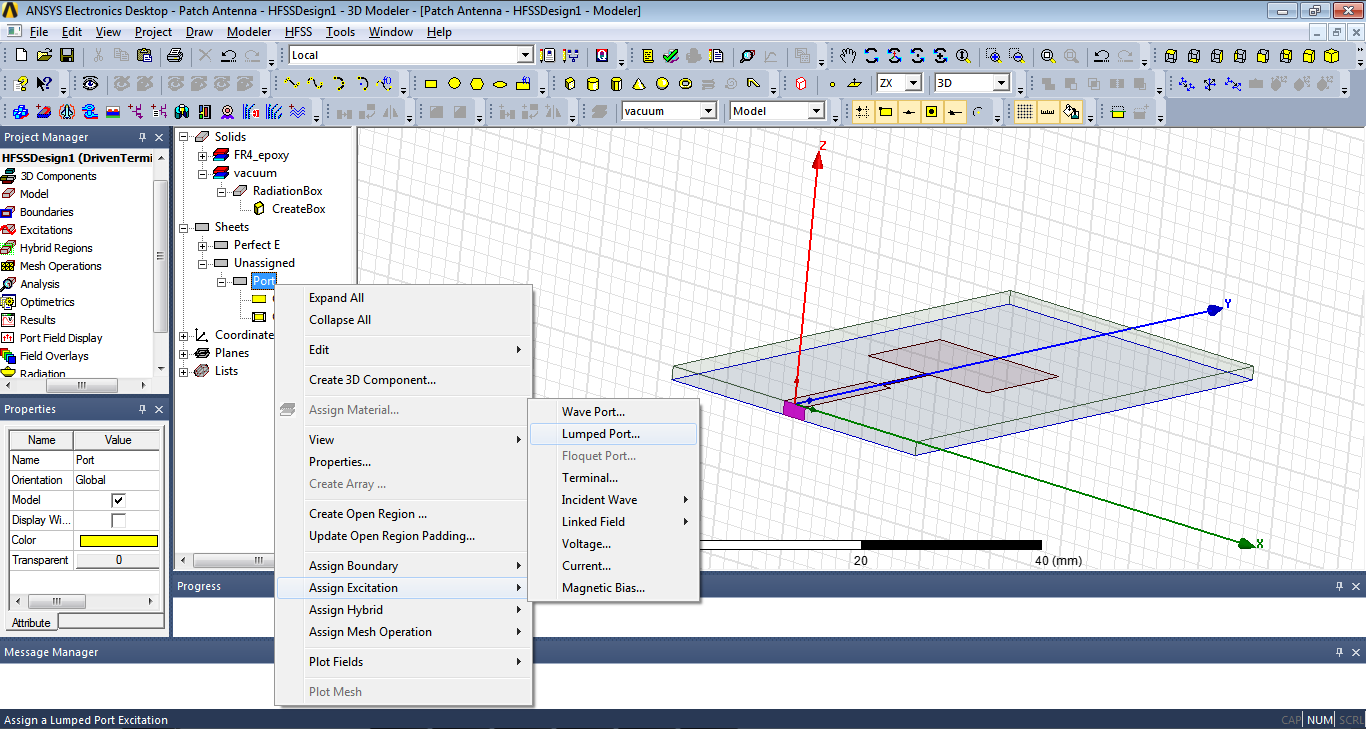 ANSYS Electronics Desktop - Patch Antenna - HFSSDesign1 - 3D Modeler - [Patch Antenna - HFSSDesign1 - Modeler]
File Edit View Project Draw Modeler HFSS Tools Window Help
Local
ZX 3D
vacuum Model
Project Manager
HFSSDesign1 (DrivenTermi
3D Components
Model
Boundaries
Excitations
Hybrid Regions
Mesh Operations
Analysis
Optimetrics
Results
Port Field Display
Field Overlays
Radiation
Properties
Name Value
Name Port
Orientation Global
Model
Display Wi...
Color
Transparent 0
Attribute
Solids
FR4_epoxy
vacuum
RadiationBox
CreateBox
Sheets
Perfect E
Unassigned
Port
Coordinate
Planes
Lists
Expand All
Collapse All
Edit
Create 3D Component...
Assign Material...
View
Properties...
Create Array ...
Create Open Region ...
Update Open Region Padding...
Assign Boundary
Assign Excitation
Assign Hybrid
Assign Mesh Operation
Plot Fields
Plot Mesh
Wave Port...
Lumped Port...
Floquet Port...
Terminal...
Incident Wave
Linked Field
Voltage...
Current...
Magnetic Bias...
Z
Y
X
20 40 (mm)
Progress
Message Manager
Assign a Lumped Port Excitation
CAP NUM SCRL